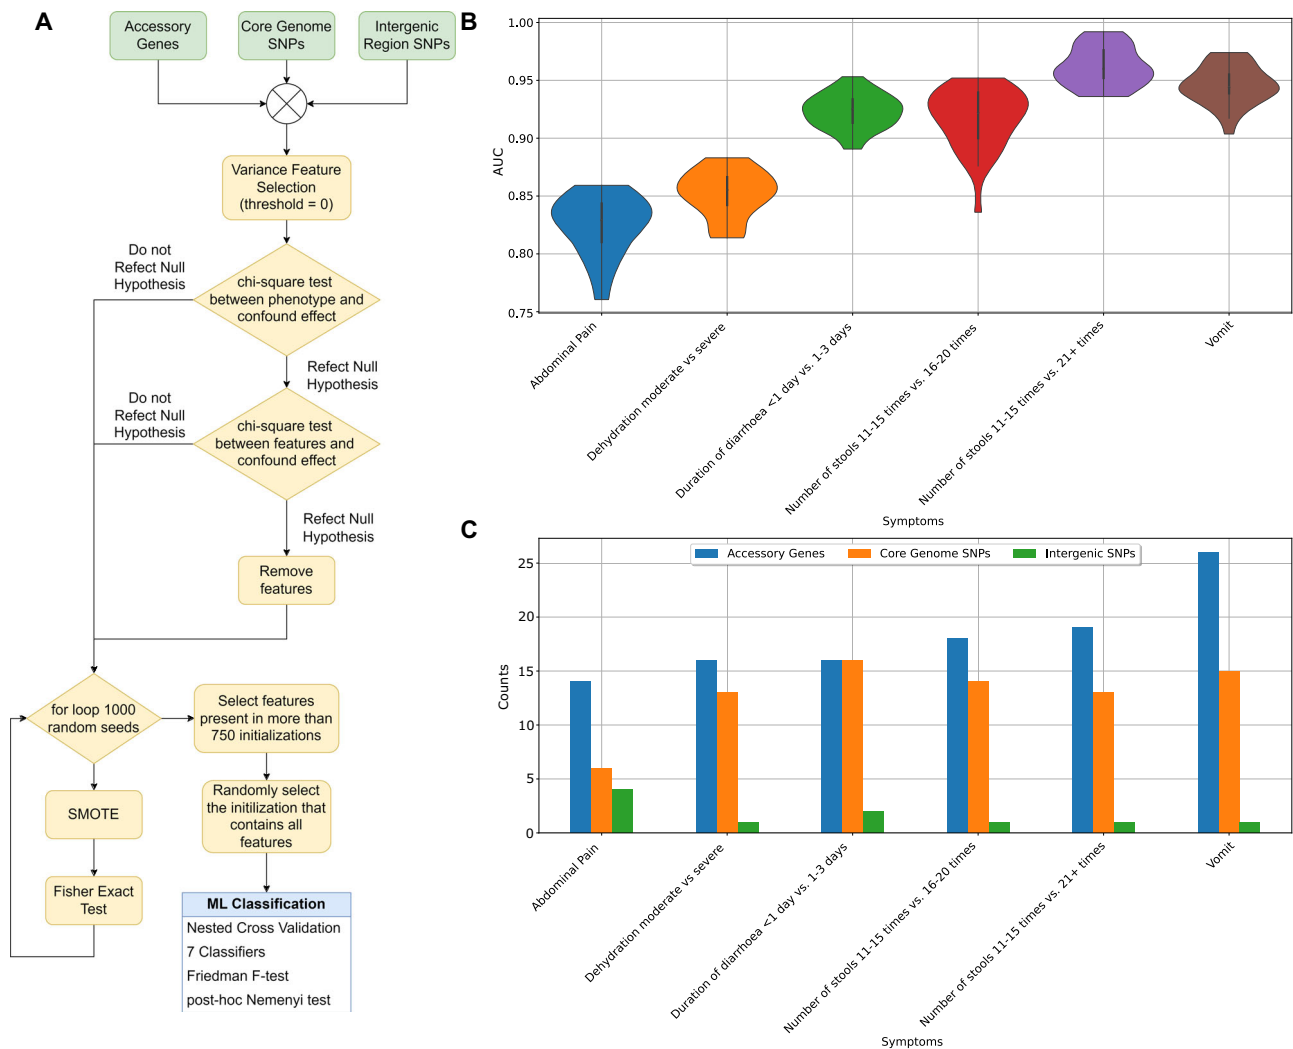 A
Accessory
Genes
Core Genome
SNPs
Intergenic
Region SNPs
Variance Feature
Selection
(threshold = 0)
Do not
Refect Null
Hypothesis
chi-square test
between phenotype and
confound effect
Refect Null
Hypothesis
Do not
Refect Null
Hypothesis
chi-square test
between features and
confound effect
Refect Null
Hypothesis
Remove
features
for loop 1000
random seeds
Select features
present in more than
750 initializations
SMOTE
Randomly select
the initilization that
contains all
features
Fisher Exact
Test
ML Classification
Nested Cross Validation
7 Classifiers
Friedman F-test
post-hoc Nemenyi test
B
AUC
1.00
0.95
0.90
0.85
0.80
0.75
Abdominal Pain
Dehydration moderate vs severe
Duration of diarrhoea <1 day vs. 1-3 days
Number of stools 11-15 times vs. 16-20 times
Number of stools 11-15 times vs. 21+ times
Vomit
Symptoms
C
Accessory Genes
Core Genome SNPs
Intergenic SNPs
Counts
25
20
15
10
5
0
Abdominal Pain
Dehydration moderate vs severe
Duration of diarrhoea <1 day vs. 1-3 days
Number of stools 11-15 times vs. 16-20 times
Number of stools 11-15 times vs. 21+ times
Vomit
Symptoms